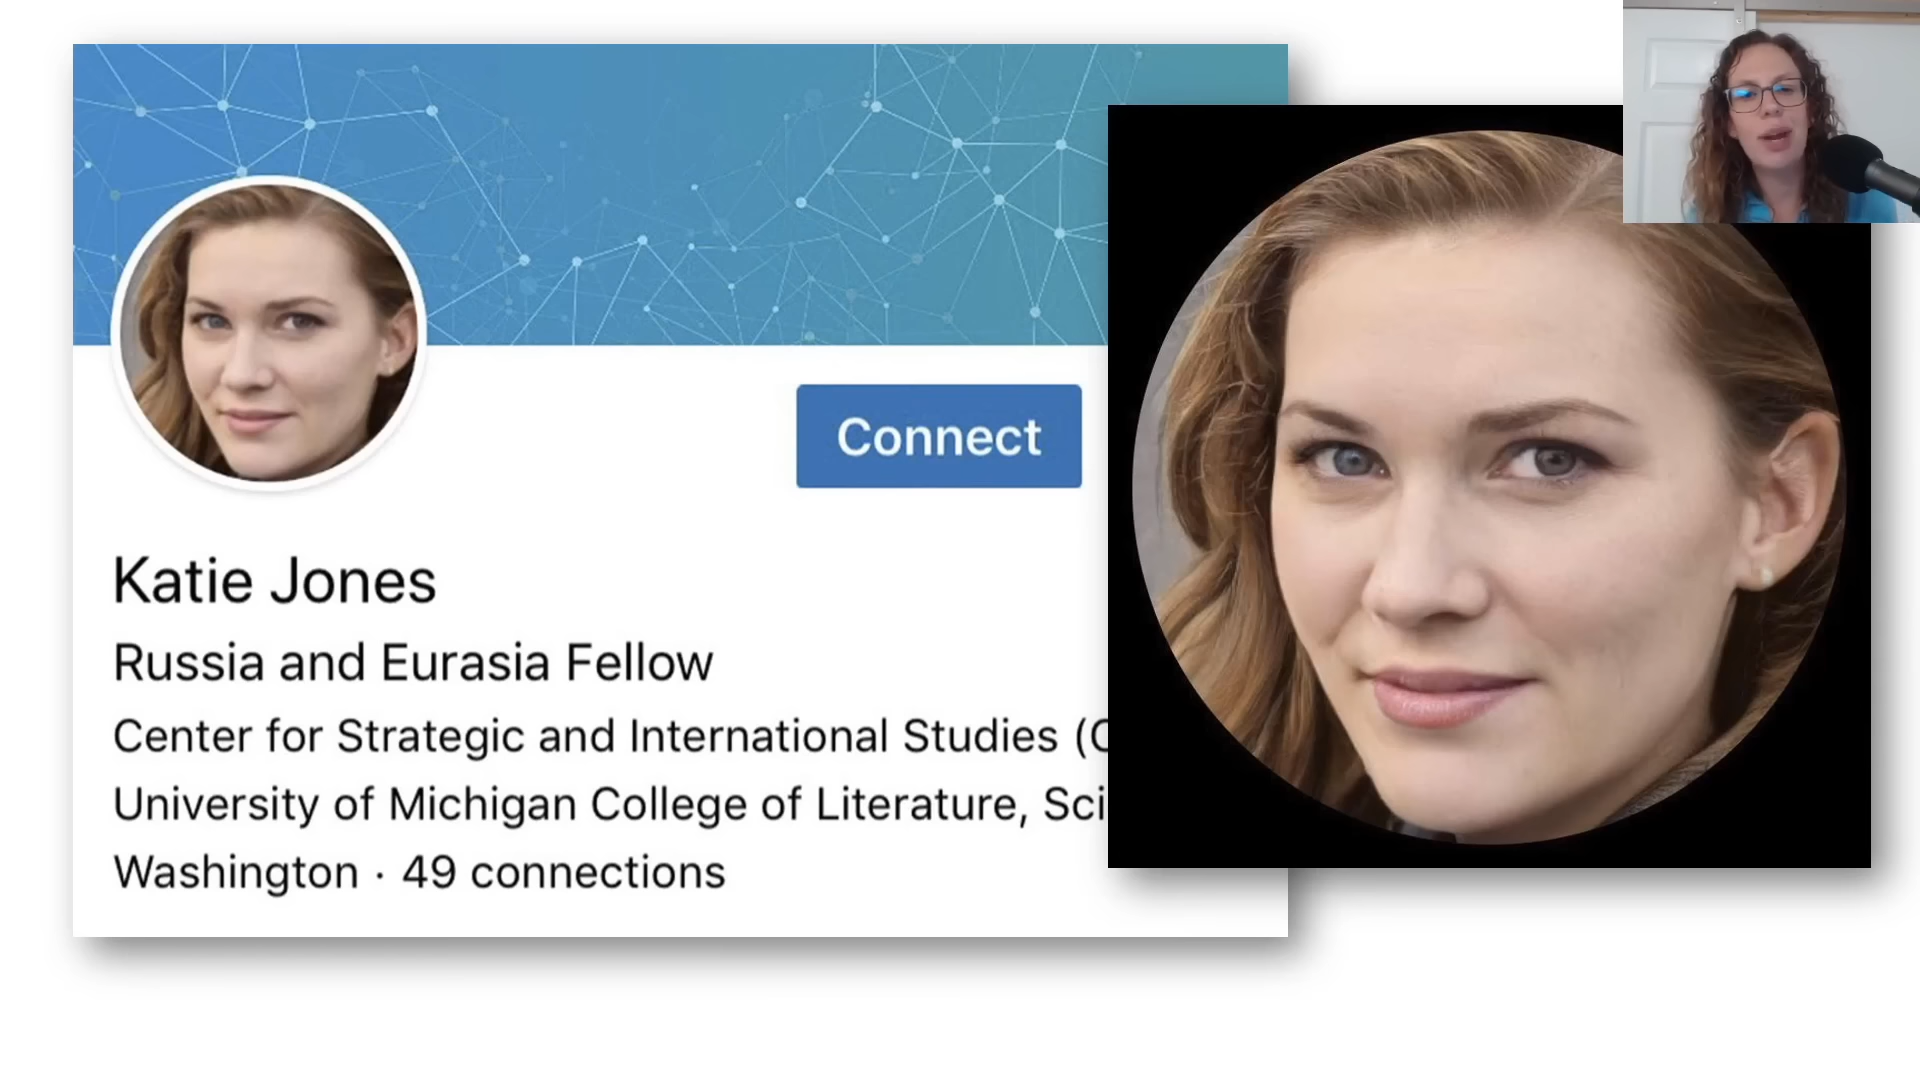 Connect
Katie Jones
Russia and Eurasia Fellow
Center for Strategic and International Studies (
University of Michigan College of Literature,
Washington · 49 connections